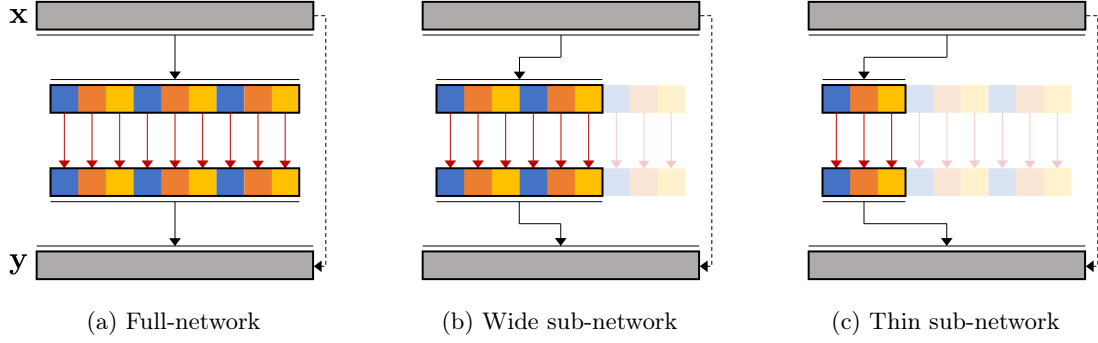 x
y
(a) Full-network
(b) Wide sub-network
(c) Thin sub-network